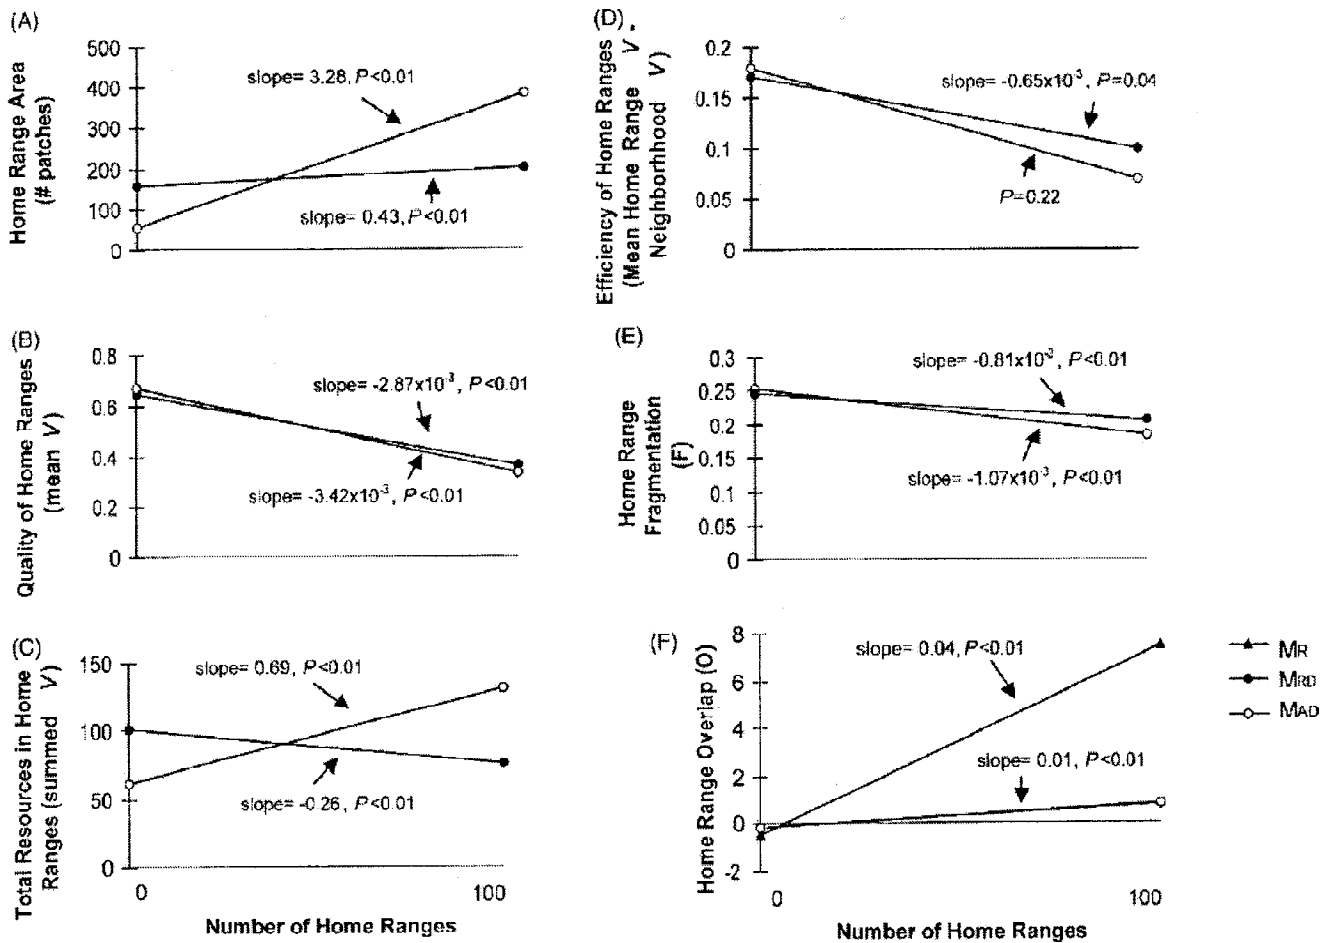 (A)
Home Range Area
(# patches)
500
400
300
200
100
0
slope= 3.28, P<0.01
slope= 0.43, P<0.01
(B)
Quality of Home Ranges
(mean V)
0.8
0.6
0.4
0.2
0
slope= -2.87x10-3, P<0.01
slope= -3.42x10-3, P<0.01
(C)
Total Resources in Home
Ranges (summed V)
150
100
50
0
slope= 0.69, P<0.01
slope= -0.26, P<0.01
0 100
Number of Home Ranges
(D)
Efficiency of Home Ranges
(Mean Home Range V -
Neighborhhood V)
0.2
0.15
0.1
0.05
0
slope= -0.65x10-3, P=0.04
P=0.22
(E)
Home Range
Fragmentation
(F)
0.3
0.25
0.2
0.15
0.1
0.05
0
slope= -0.81x10-3, P<0.01
slope= -1.07x10-3, P<0.01
(F)
Home Range Overlap (O)
8
6
4
2
0
-2
slope= 0.04, P<0.01
slope= 0.01, P<0.01
0 100
Number of Home Ranges
MR
MRD
MAD